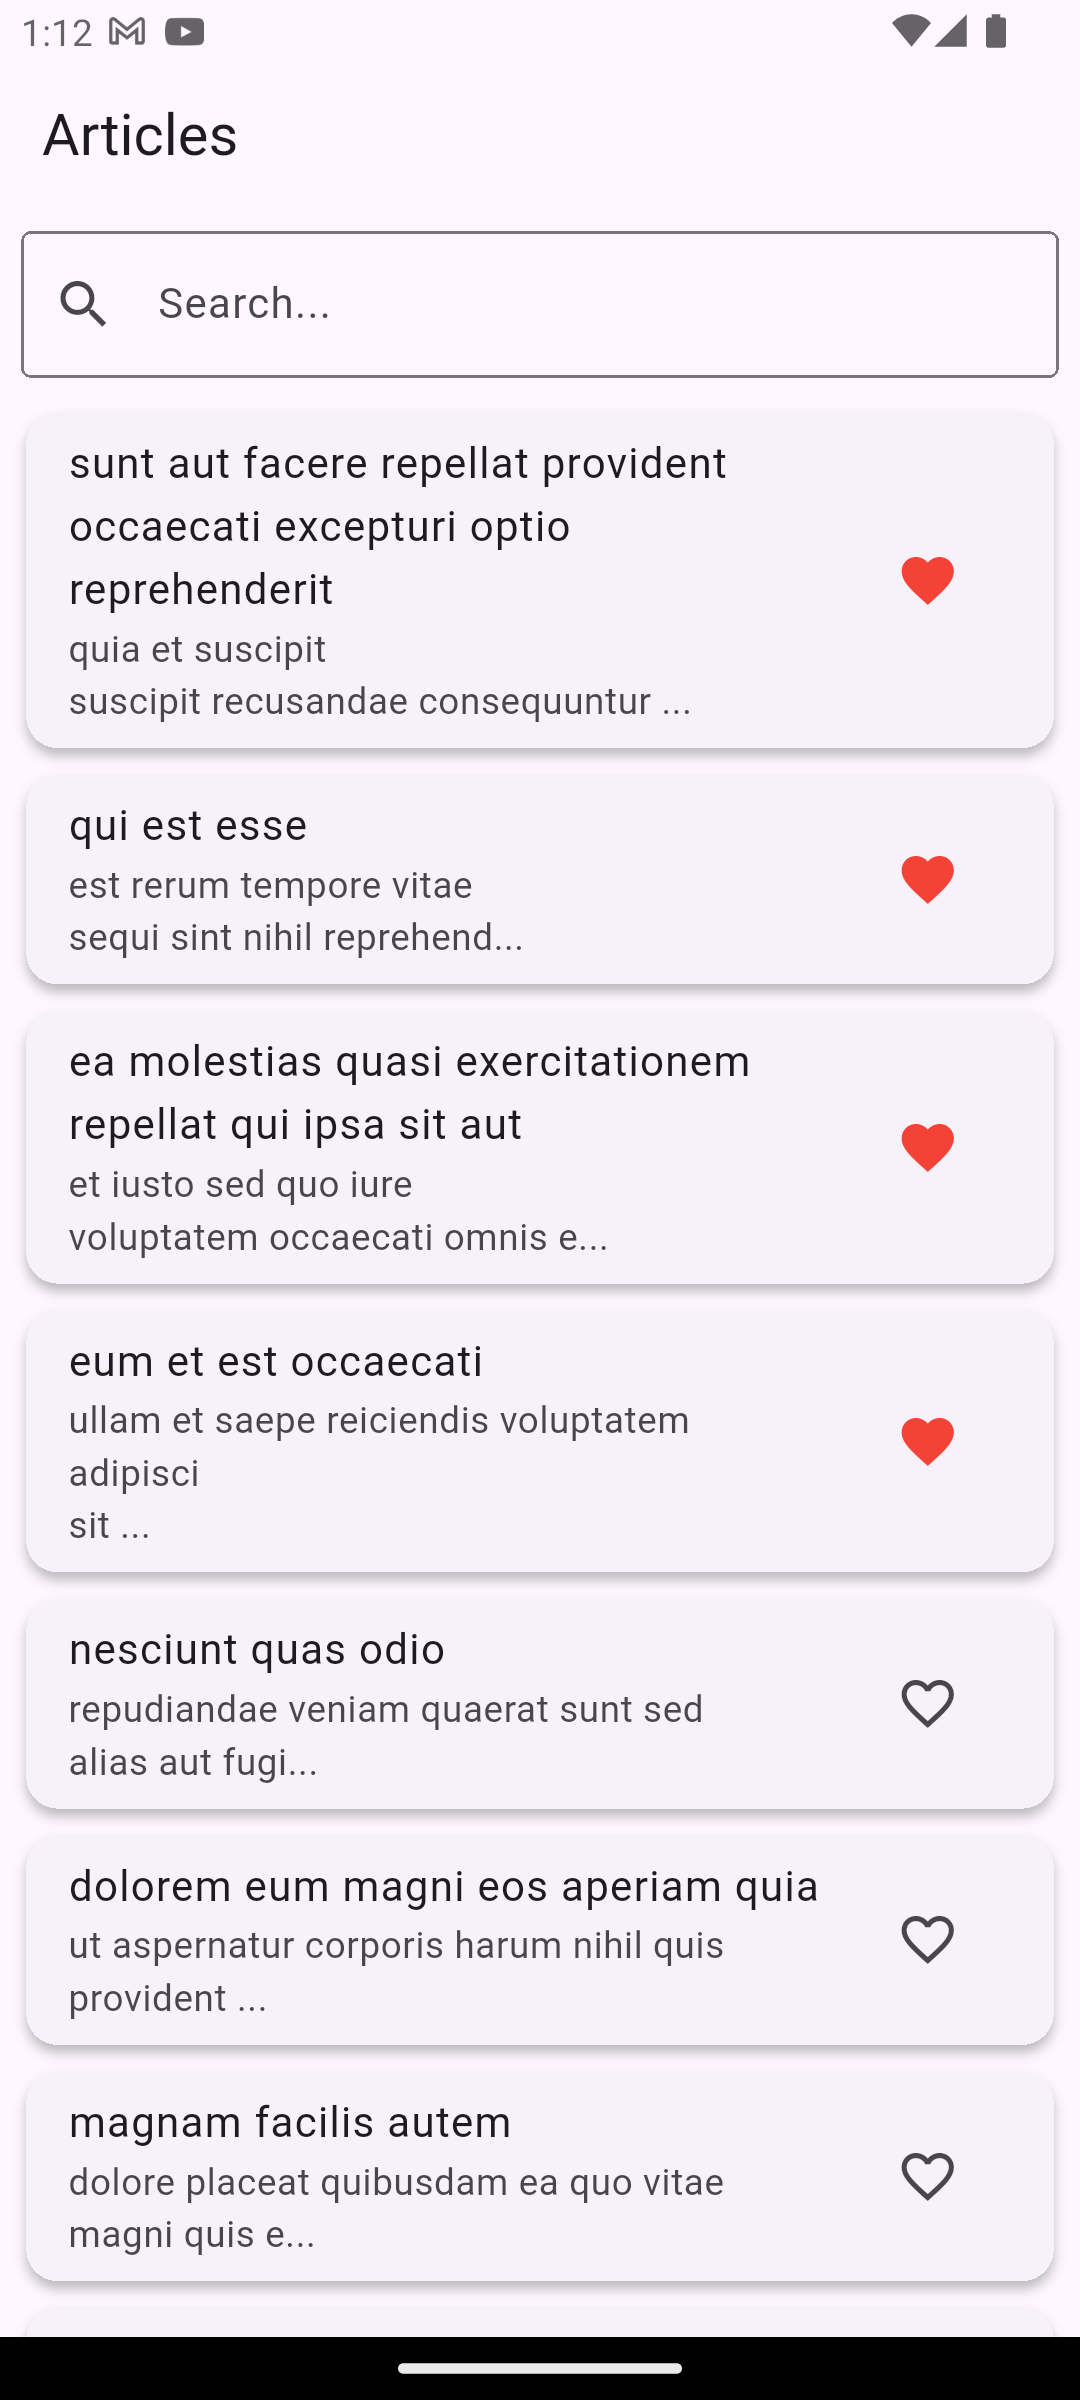 1:12
Articles
Search...
sunt aut facere repellat provident
occaecati excepturi optio
reprehenderit
quia et suscipit
suscipit recusandae consequuntur ...
qui est esse
est rerum tempore vitae
sequi sint nihil reprehend...
ea molestias quasi exercitationem
repellat qui ipsa sit aut
et iusto sed quo iure
voluptatem occaecati omnis e...
eum et est occaecati
ullam et saepe reiciendis voluptatem
adipisci
sit ...
nesciunt quas odio
repudiandae veniam quaerat sunt sed
alias aut fugi...
dolorem eum magni eos aperiam quia
ut aspernatur corporis harum nihil quis
provident ...
magnam facilis autem
dolore placeat quibusdam ea quo vitae
magni quis e...